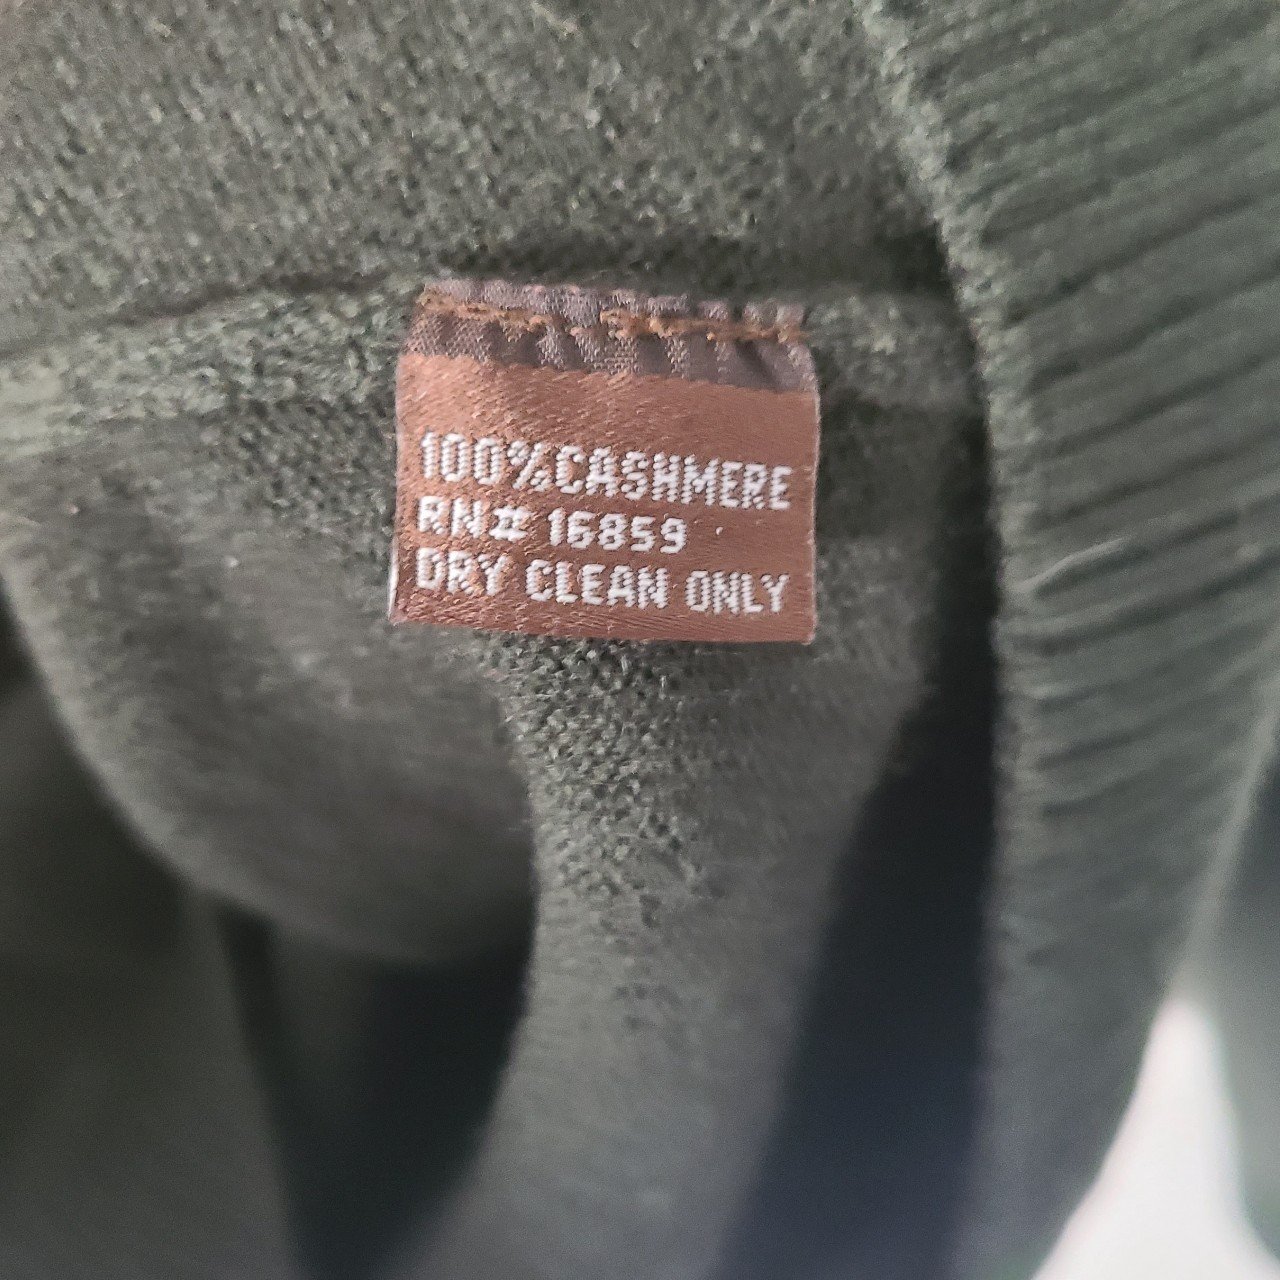 100%CASHMERE
RN# 16859
DRY CLEAN ONLY